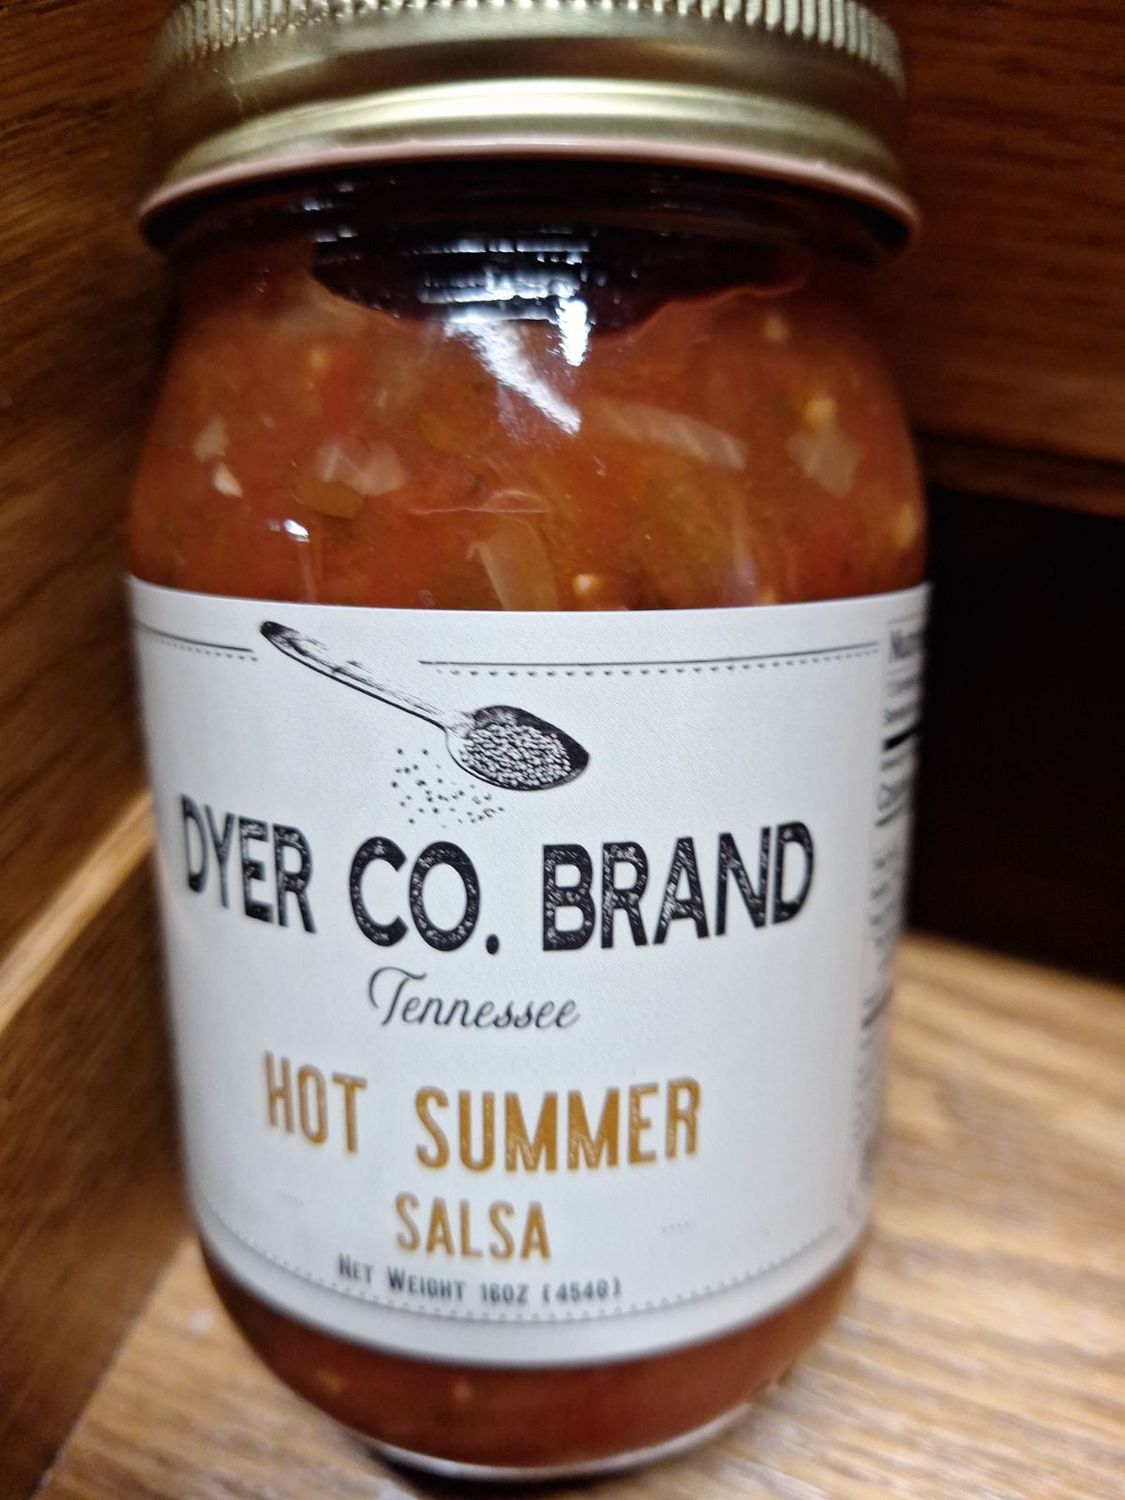 DYER CO. BRAND
Tennessee
HOT SUMMER
SALSA
NET WEIGHT 16OZ (454G)